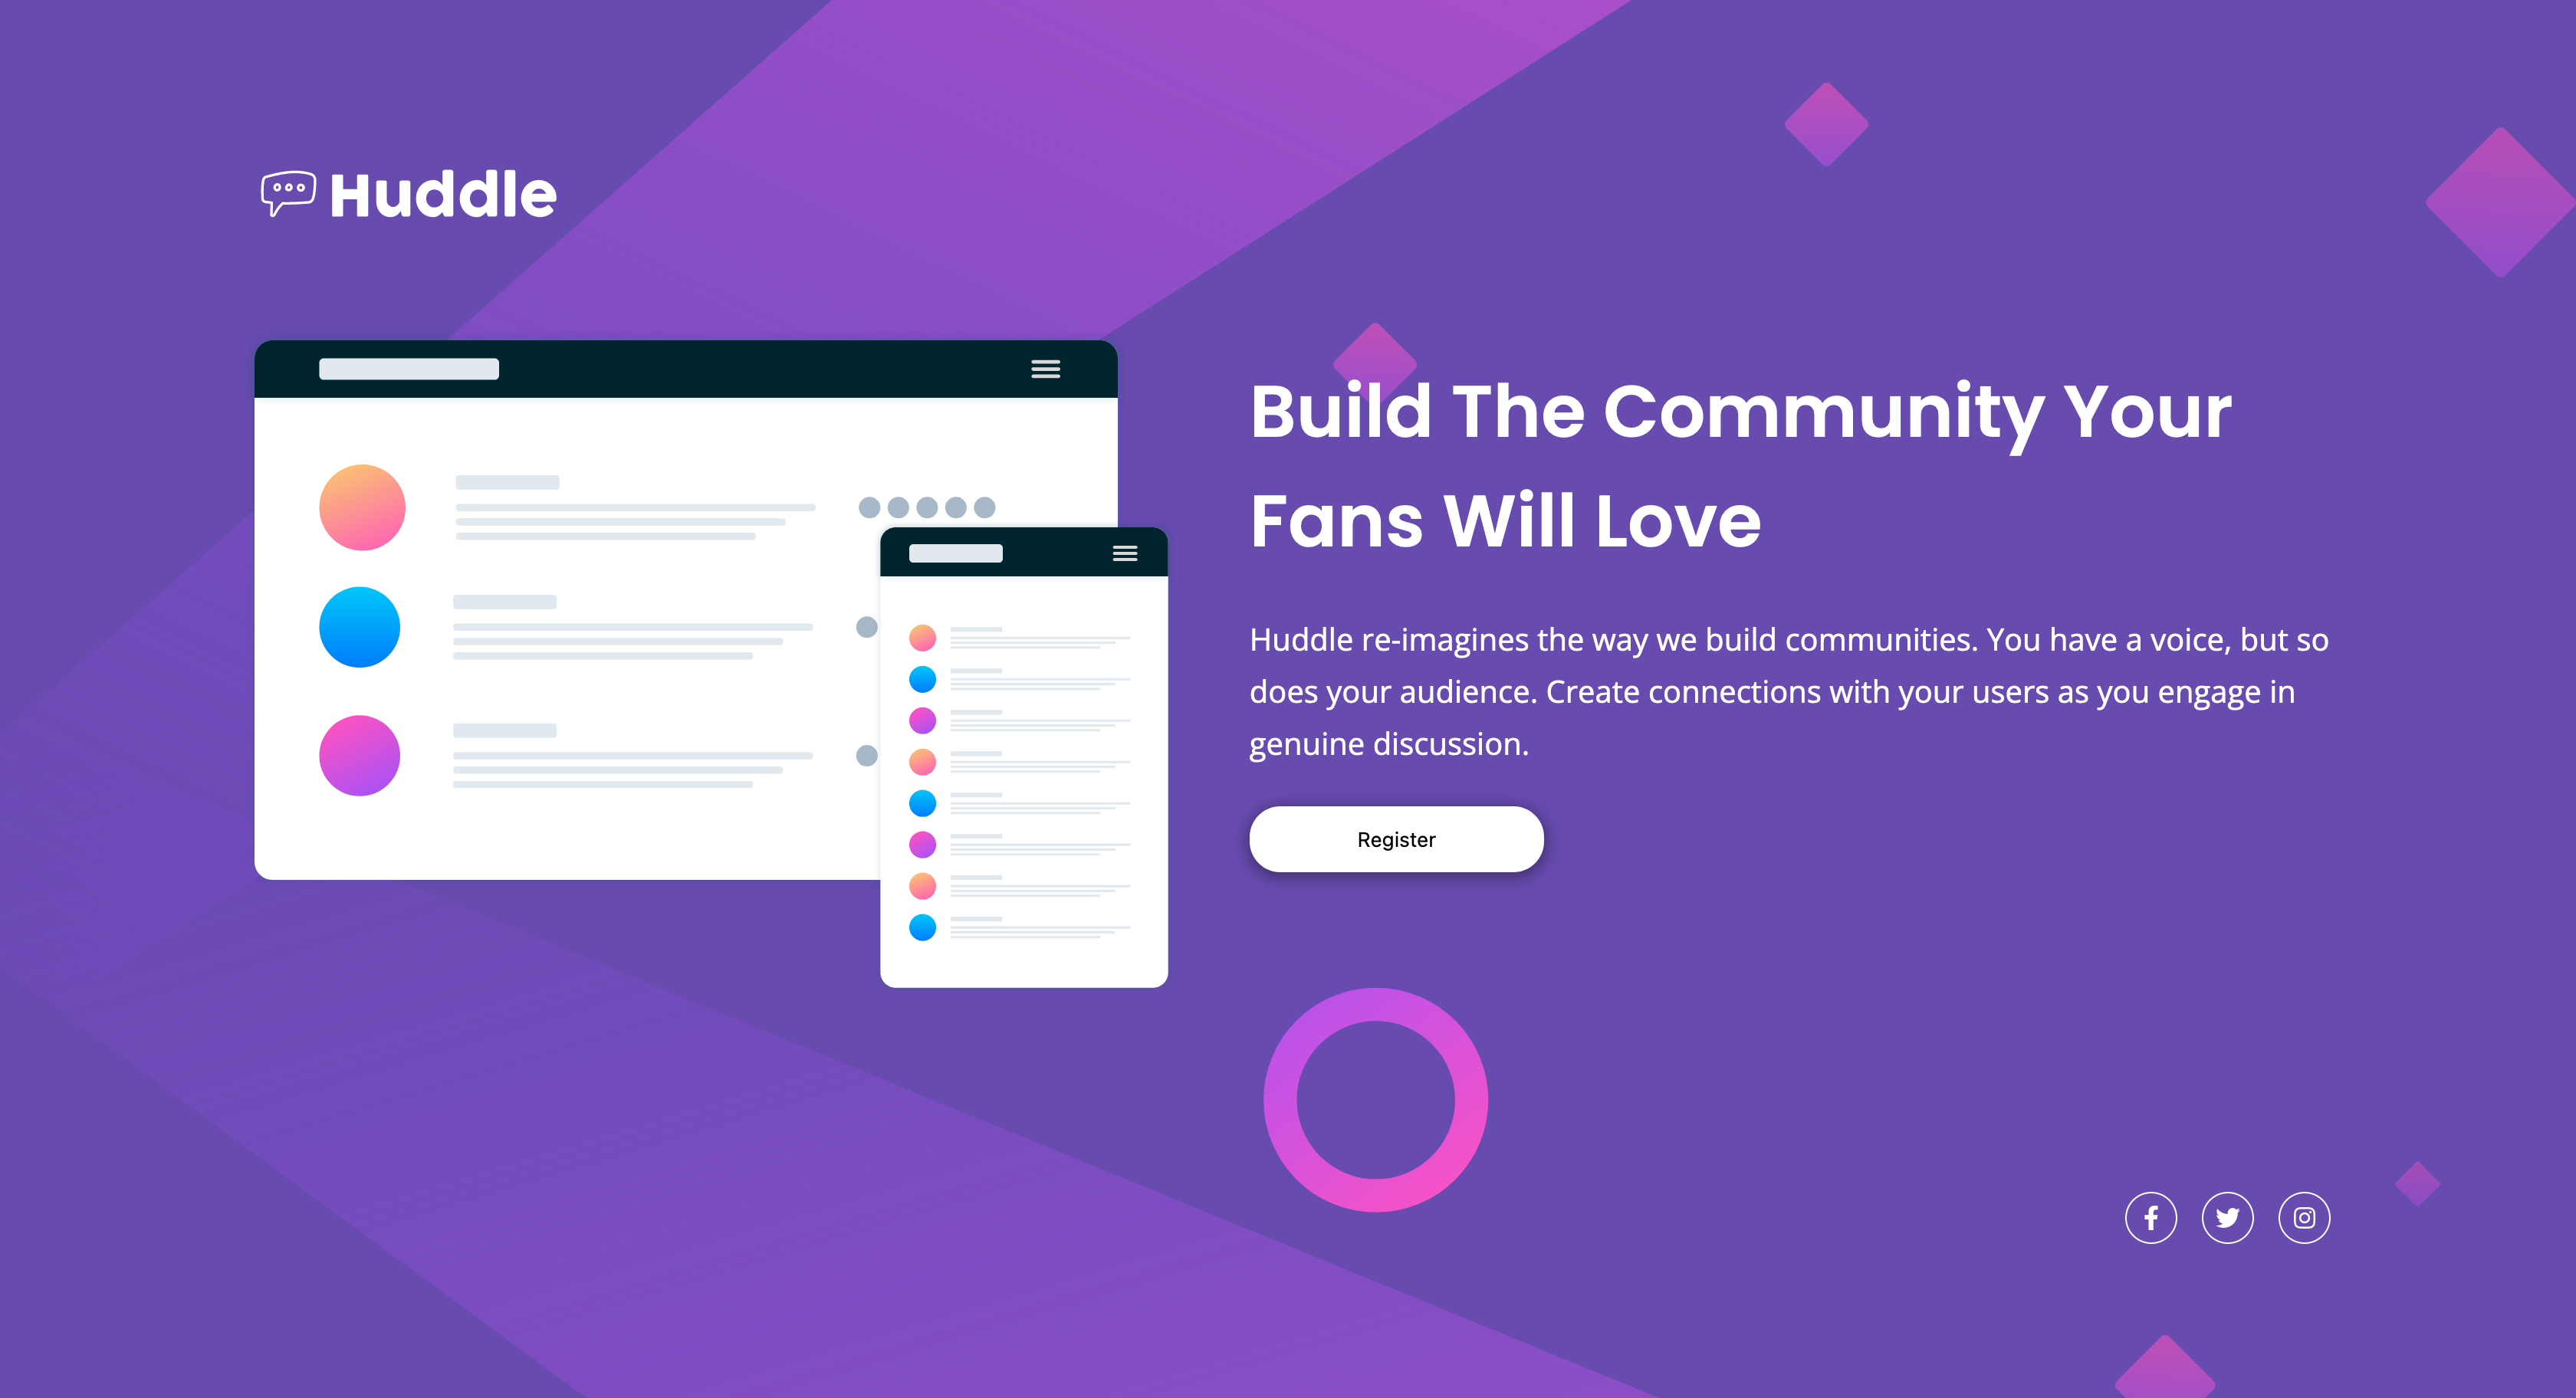 Huddle
Build The Community Your
Fans Will Love
Huddle re-imagines the way we build communities. You have a voice, but so
does your audience. Create connections with your users as you engage in
genuine discussion.
Register